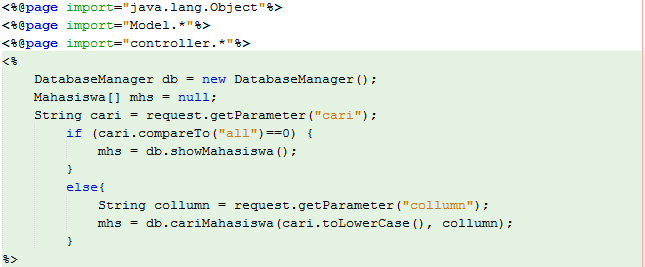 <%@page import="java.lang.Object"%>
<%@page import="Model.*"%>
<%@page import="controller.*"%>
<%
DatabaseManager db = new DatabaseManager();
Mahasiswa[] mhs = null;
String cari = request.getParameter("cari");
if (cari.compareTo("all")==0) {
mhs = db.showMahasiswa();
}
else{
String collumn = request.getParameter("collumn");
mhs = db.cariMahasiswa(cari.toLowerCase(), collumn);
}
%>